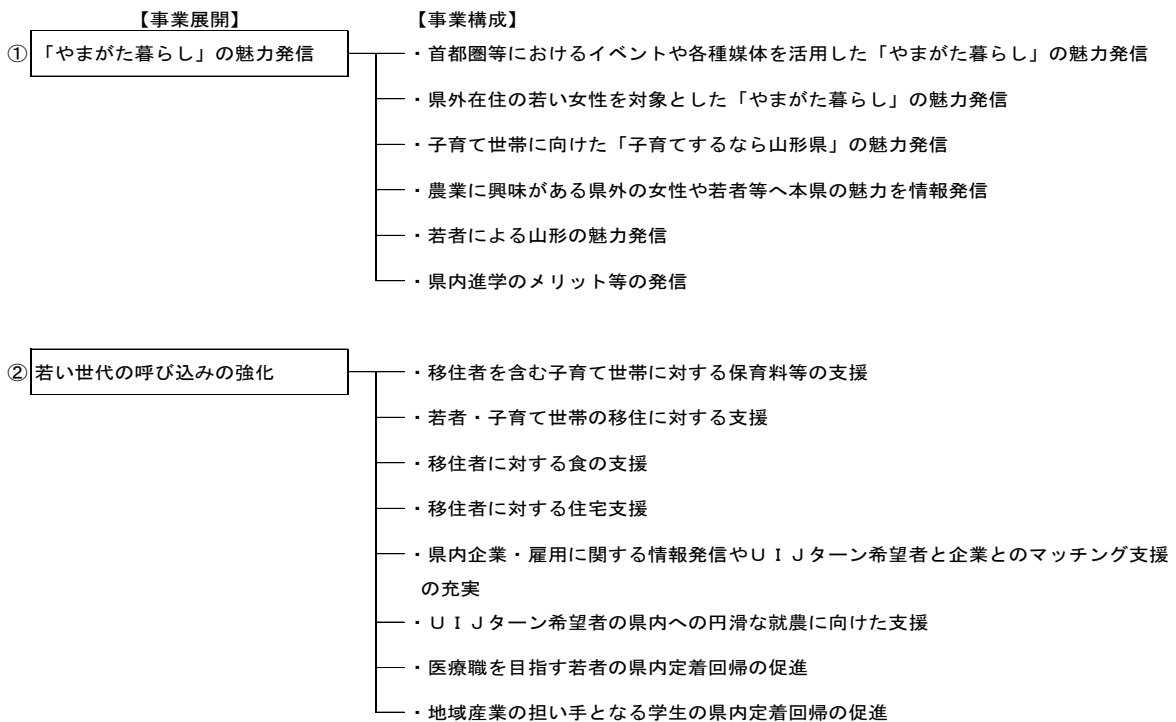 【事業展開】 【事業構成】
① 「やまがた暮らし」の魅力発信 ・首都圏等におけるイベントや各種媒体を活用した「やまがた暮らし」の魅力発信
・県外在住の若い女性を対象とした「やまがた暮らし」の魅力発信
・子育て世帯に向けた「子育てするなら山形県」の魅力発信
・農業に興味がある県外の女性や若者等へ本県の魅力を情報発信
・若者による山形の魅力発信
・県内進学のメリット等の発信
② 若い世代の呼び込みの強化 ・移住者を含む子育て世帯に対する保育料等の支援
・若者・子育て世帯の移住に対する支援
・移住者に対する食の支援
・移住者に対する住宅支援
・県内企業・雇用に関する情報発信やＵＩＪターン希望者と企業とのマッチング支援
の充実
・ＵＩＪターン希望者の県内への円滑な就農に向けた支援
・医療職を目指す若者の県内定着回帰の促進
・地域産業の担い手となる学生の県内定着回帰の促進